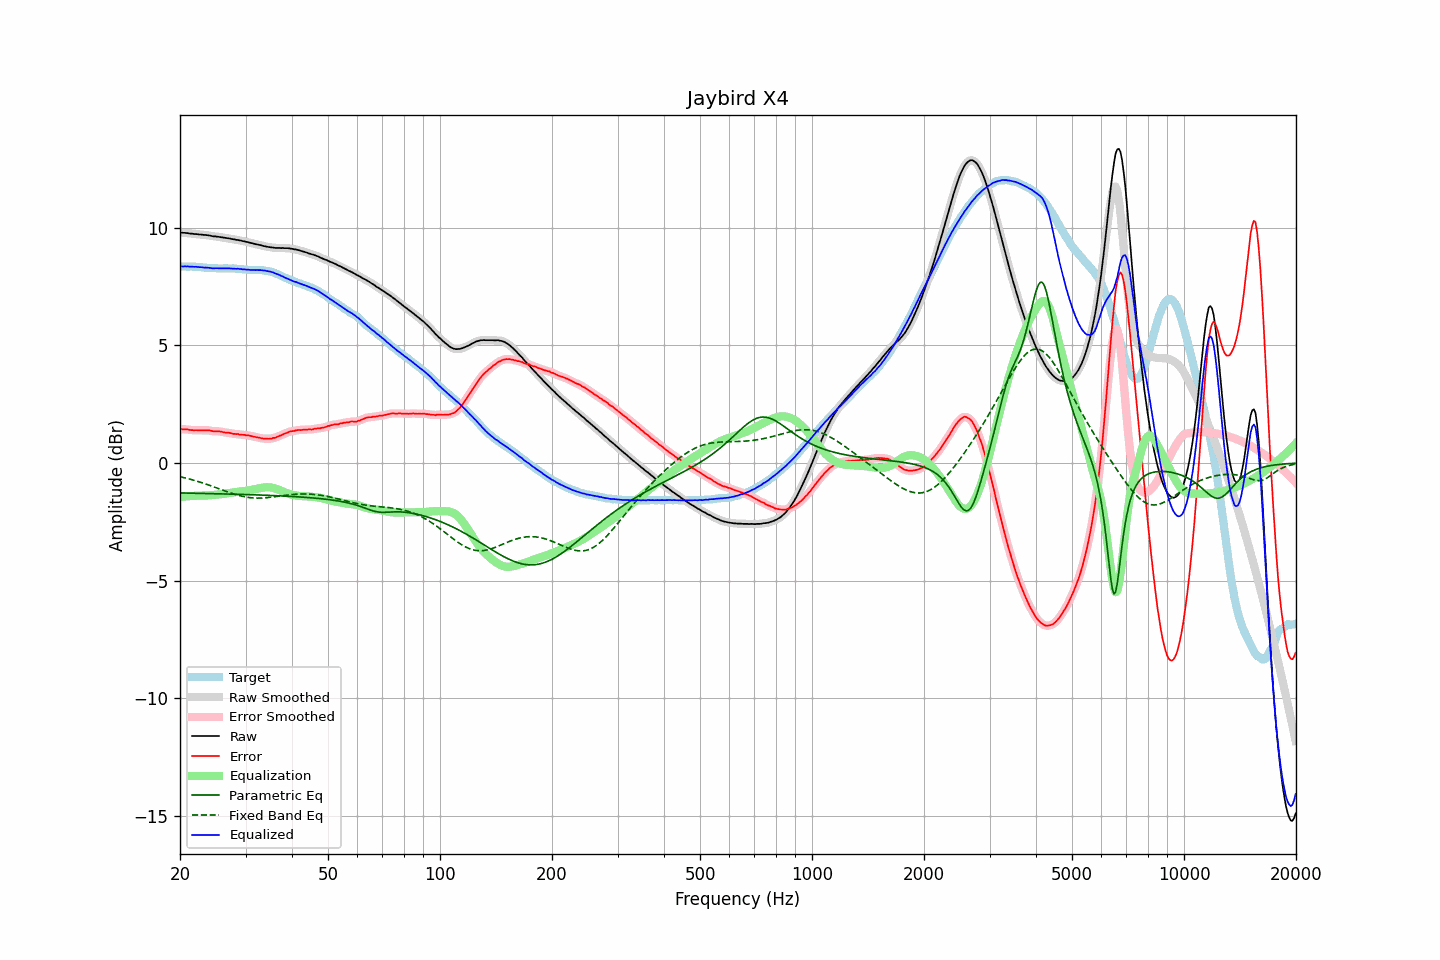 Jaybird X4
Amplitude (dBr)
10
5
0
−5
−10
−15
Target
Raw Smoothed
Error Smoothed
Raw
Error
Equalization
Parametric Eq
Fixed Band Eq
Equalized
20 50 100 200 500 1000 2000 5000 10000 20000
Frequency (Hz)